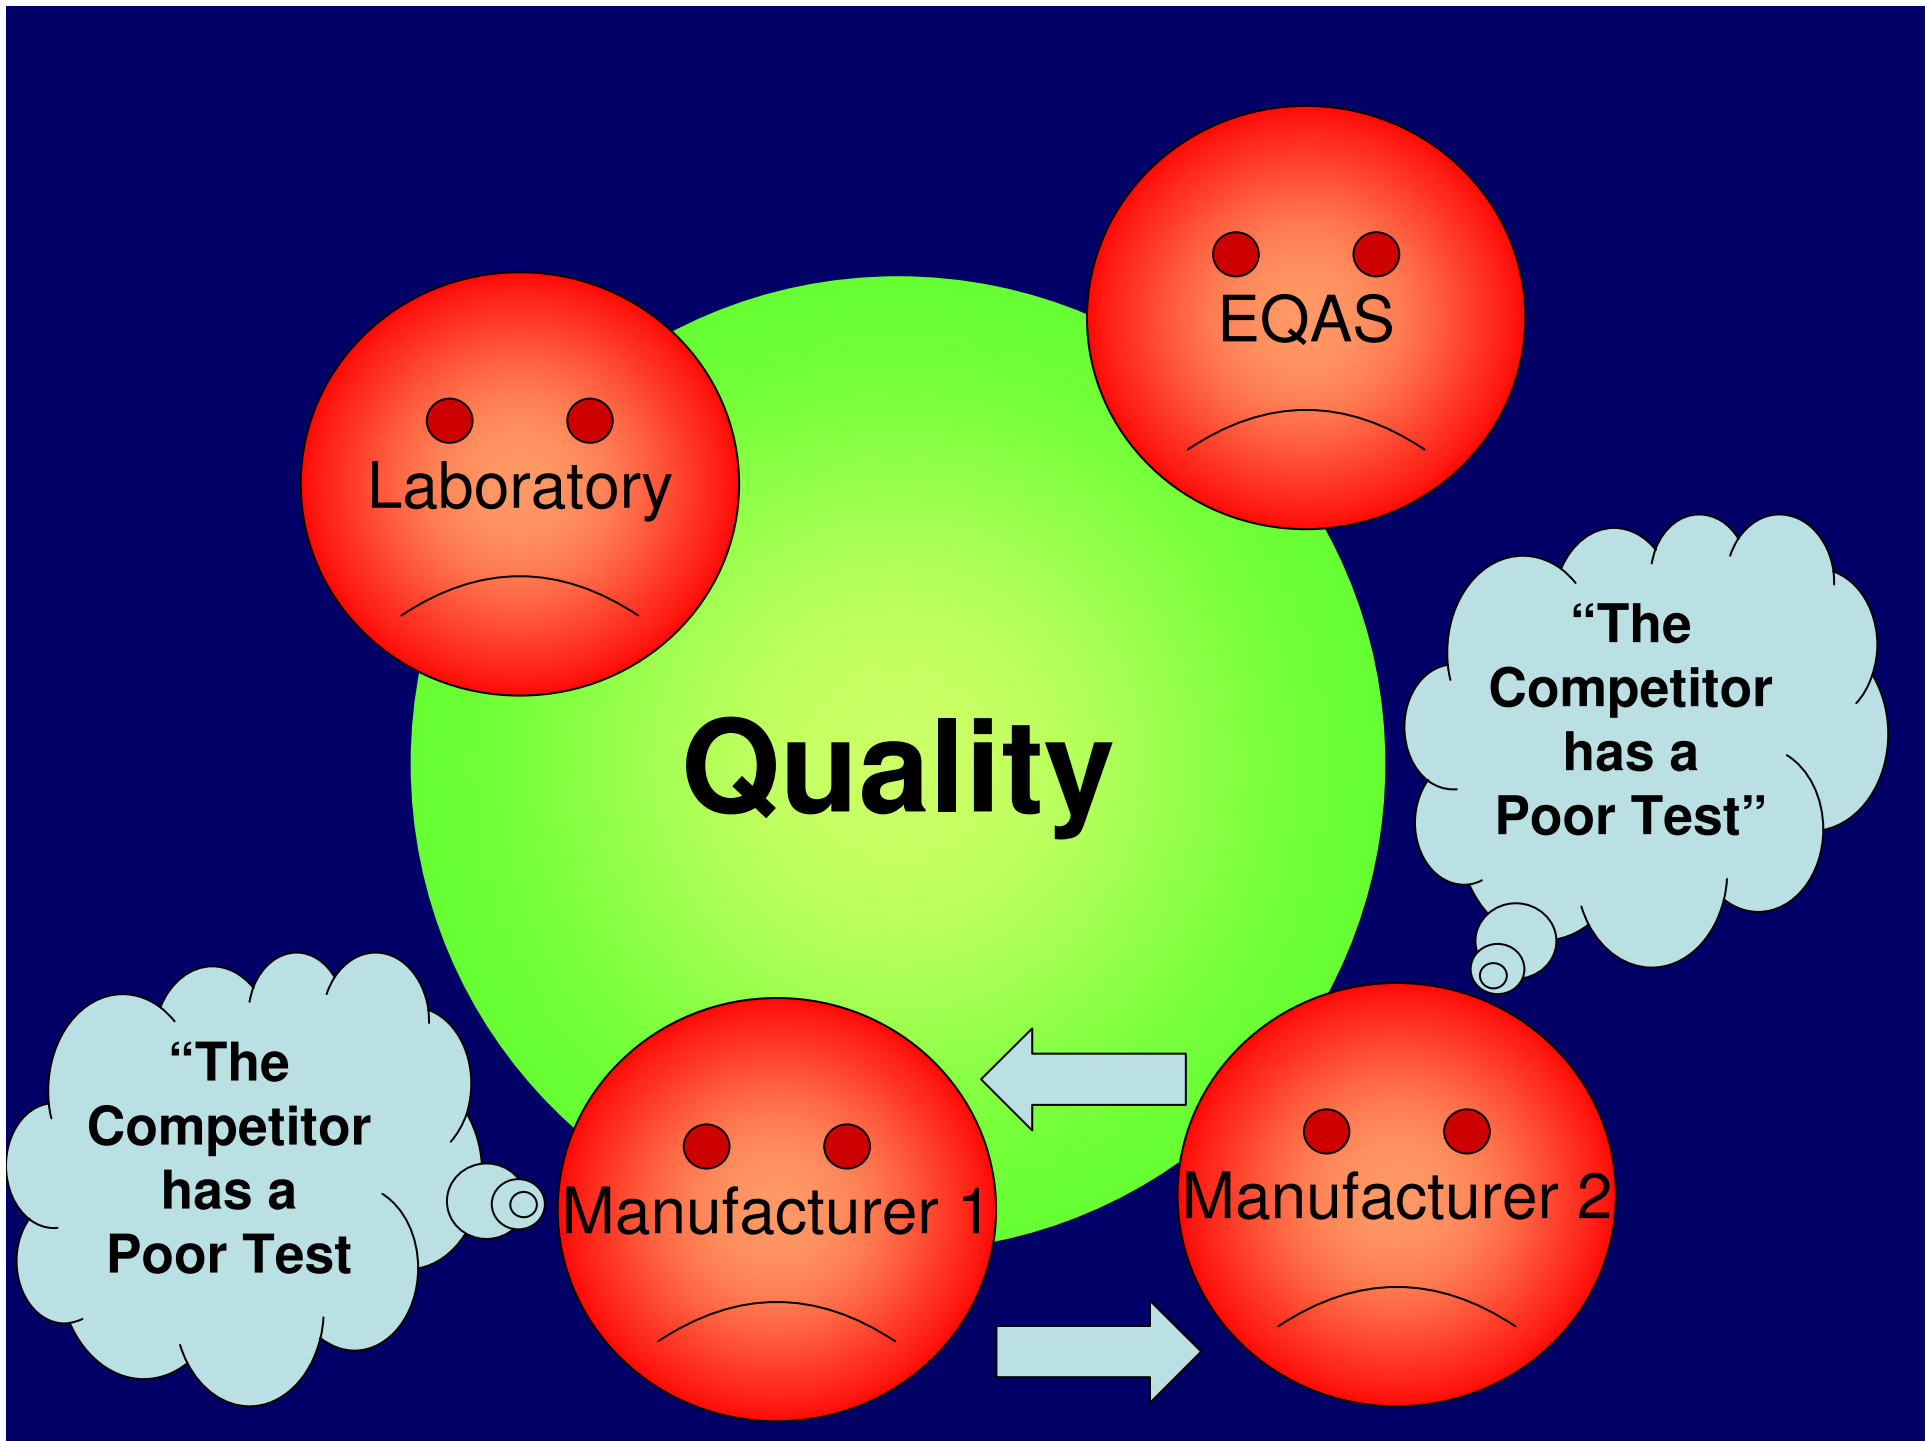 EQAS
Laboratory
“The
Competitor
has a
Poor Test”
Quality
“The
Competitor
has a
Poor Test
Manufacturer 1
Manufacturer 2